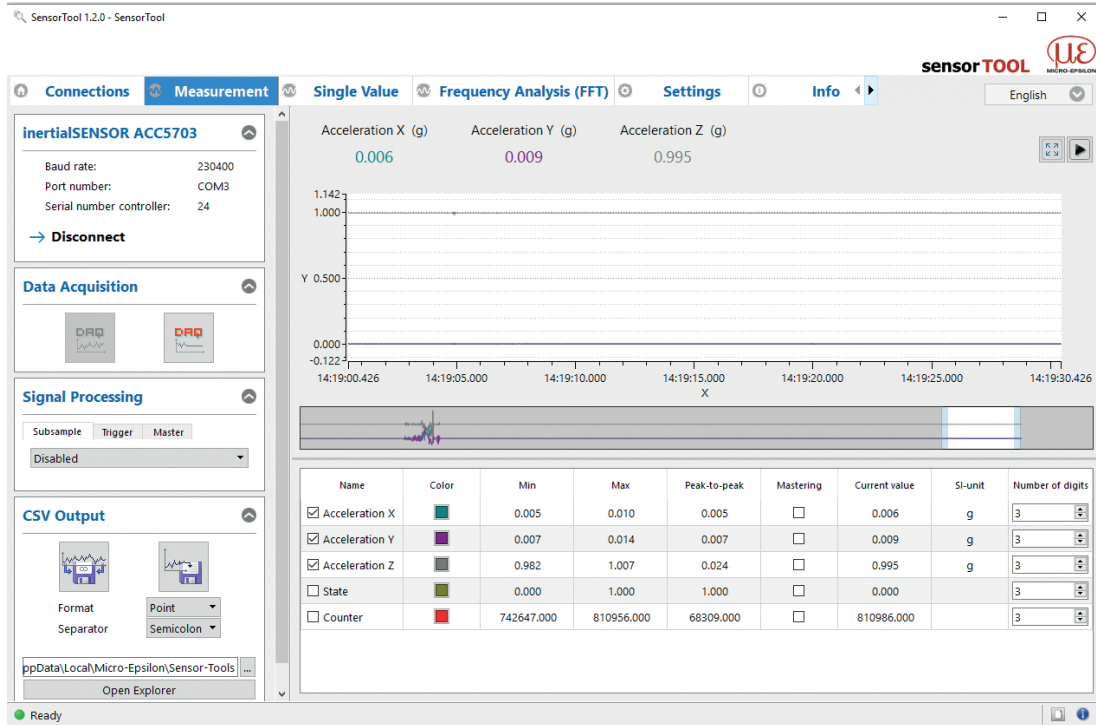 SensorTool 1.2.0 - SensorTool
sensorTOOL
με
MICRO-EPSILON
Connections Measurement Single Value Frequency Analysis (FFT) Settings Info
English
inertialSENSOR ACC5703
Baud rate: 230400
Port number: COM3
Serial number controller: 24
→ Disconnect
Data Acquisition
DAQ DAQ
Signal Processing
Subsample Trigger Master
Disabled
CSV Output
Format Point
Separator Semicolon
ppData\Local\Micro-Epsilon\Sensor-Tools ...
Open Explorer
Acceleration X (g) Acceleration Y (g) Acceleration Z (g)
0.006 0.009 0.995
1.142
1.000
Y 0.500
0.000
-0.122
14:19:00.426 14:19:05.000 14:19:10.000 14:19:15.000 14:19:20.000 14:19:25.000 14:19:30.426
X
Name Color Min Max Peak-to-peak Mastering Current value SI-unit Number of digits
Acceleration X 0.005 0.010 0.005 0.006 g 3
Acceleration Y 0.007 0.014 0.007 0.009 g 3
Acceleration Z 0.982 1.007 0.024 0.995 g 3
State 0.000 1.000 1.000 0.000 3
Counter 742647.000 810956.000 68309.000 810986.000 3
Ready